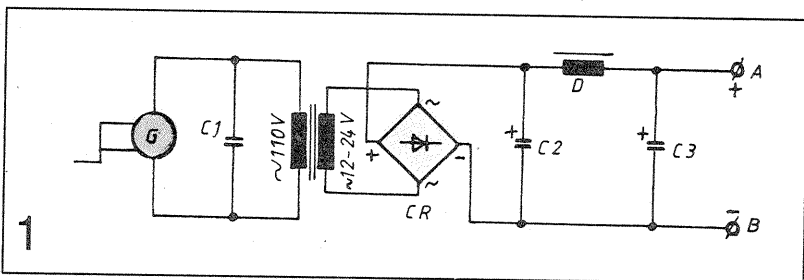 G
C1
~110V
~12-24V
~
+
-
~
CR
+
C2
D
+
C3
A
+
-
B
1